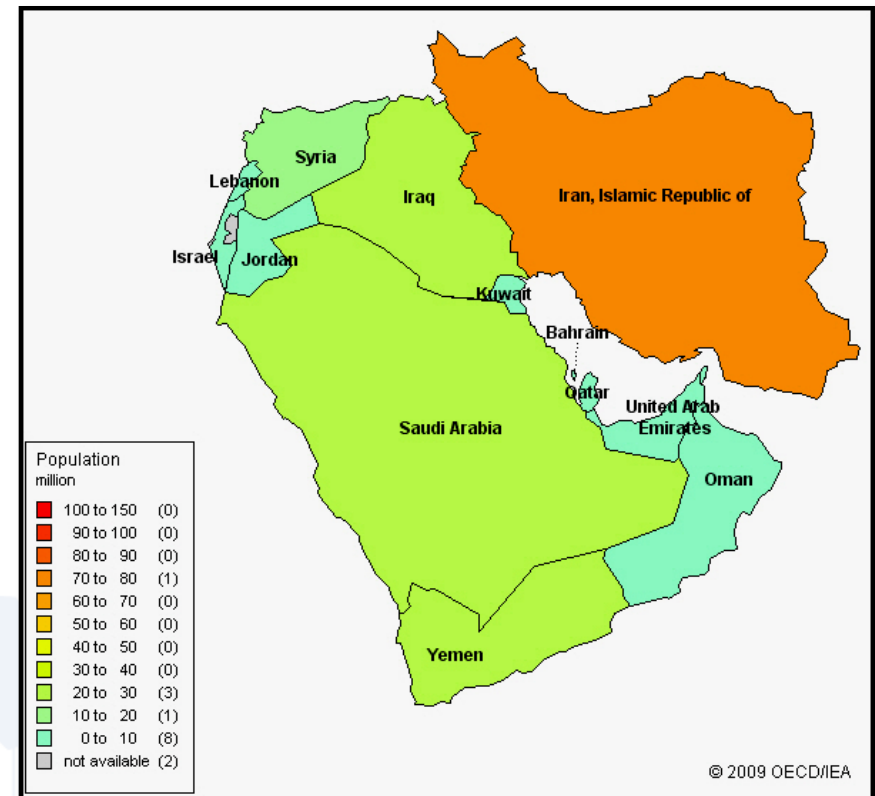 Syria
Lebanon
Iraq
Iran, Islamic Republic of
Israel
Jordan
Kuwait
Bahrain
Qatar
United Arab
Emirates
Saudi Arabia
Oman
Yemen
Population
million
100 to 150 (0)
90 to 100 (0)
80 to 90 (0)
70 to 80 (1)
60 to 70 (0)
50 to 60 (0)
40 to 50 (0)
30 to 40 (0)
20 to 30 (3)
10 to 20 (1)
0 to 10 (8)
not available (2)
© 2009 OECD/IEA